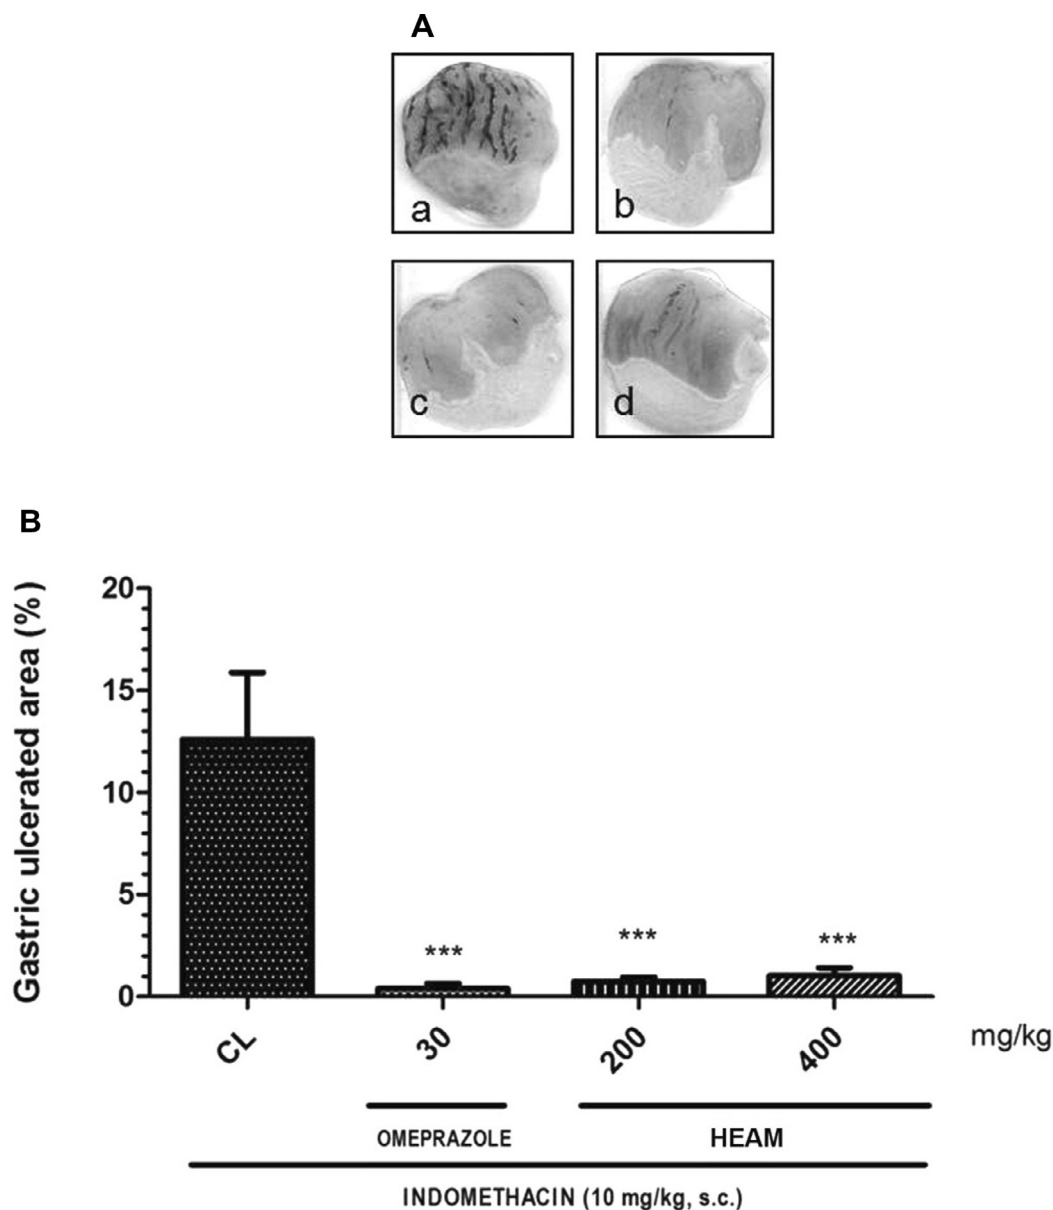 A
a
b
c
d
B
Gastric ulcerated area (%)
20
15
10
5
0
***
***
***
CL
30
200
400
mg/kg
OMEPRAZOLE
HEAM
INDOMETHACIN (10 mg/kg, s.c.)